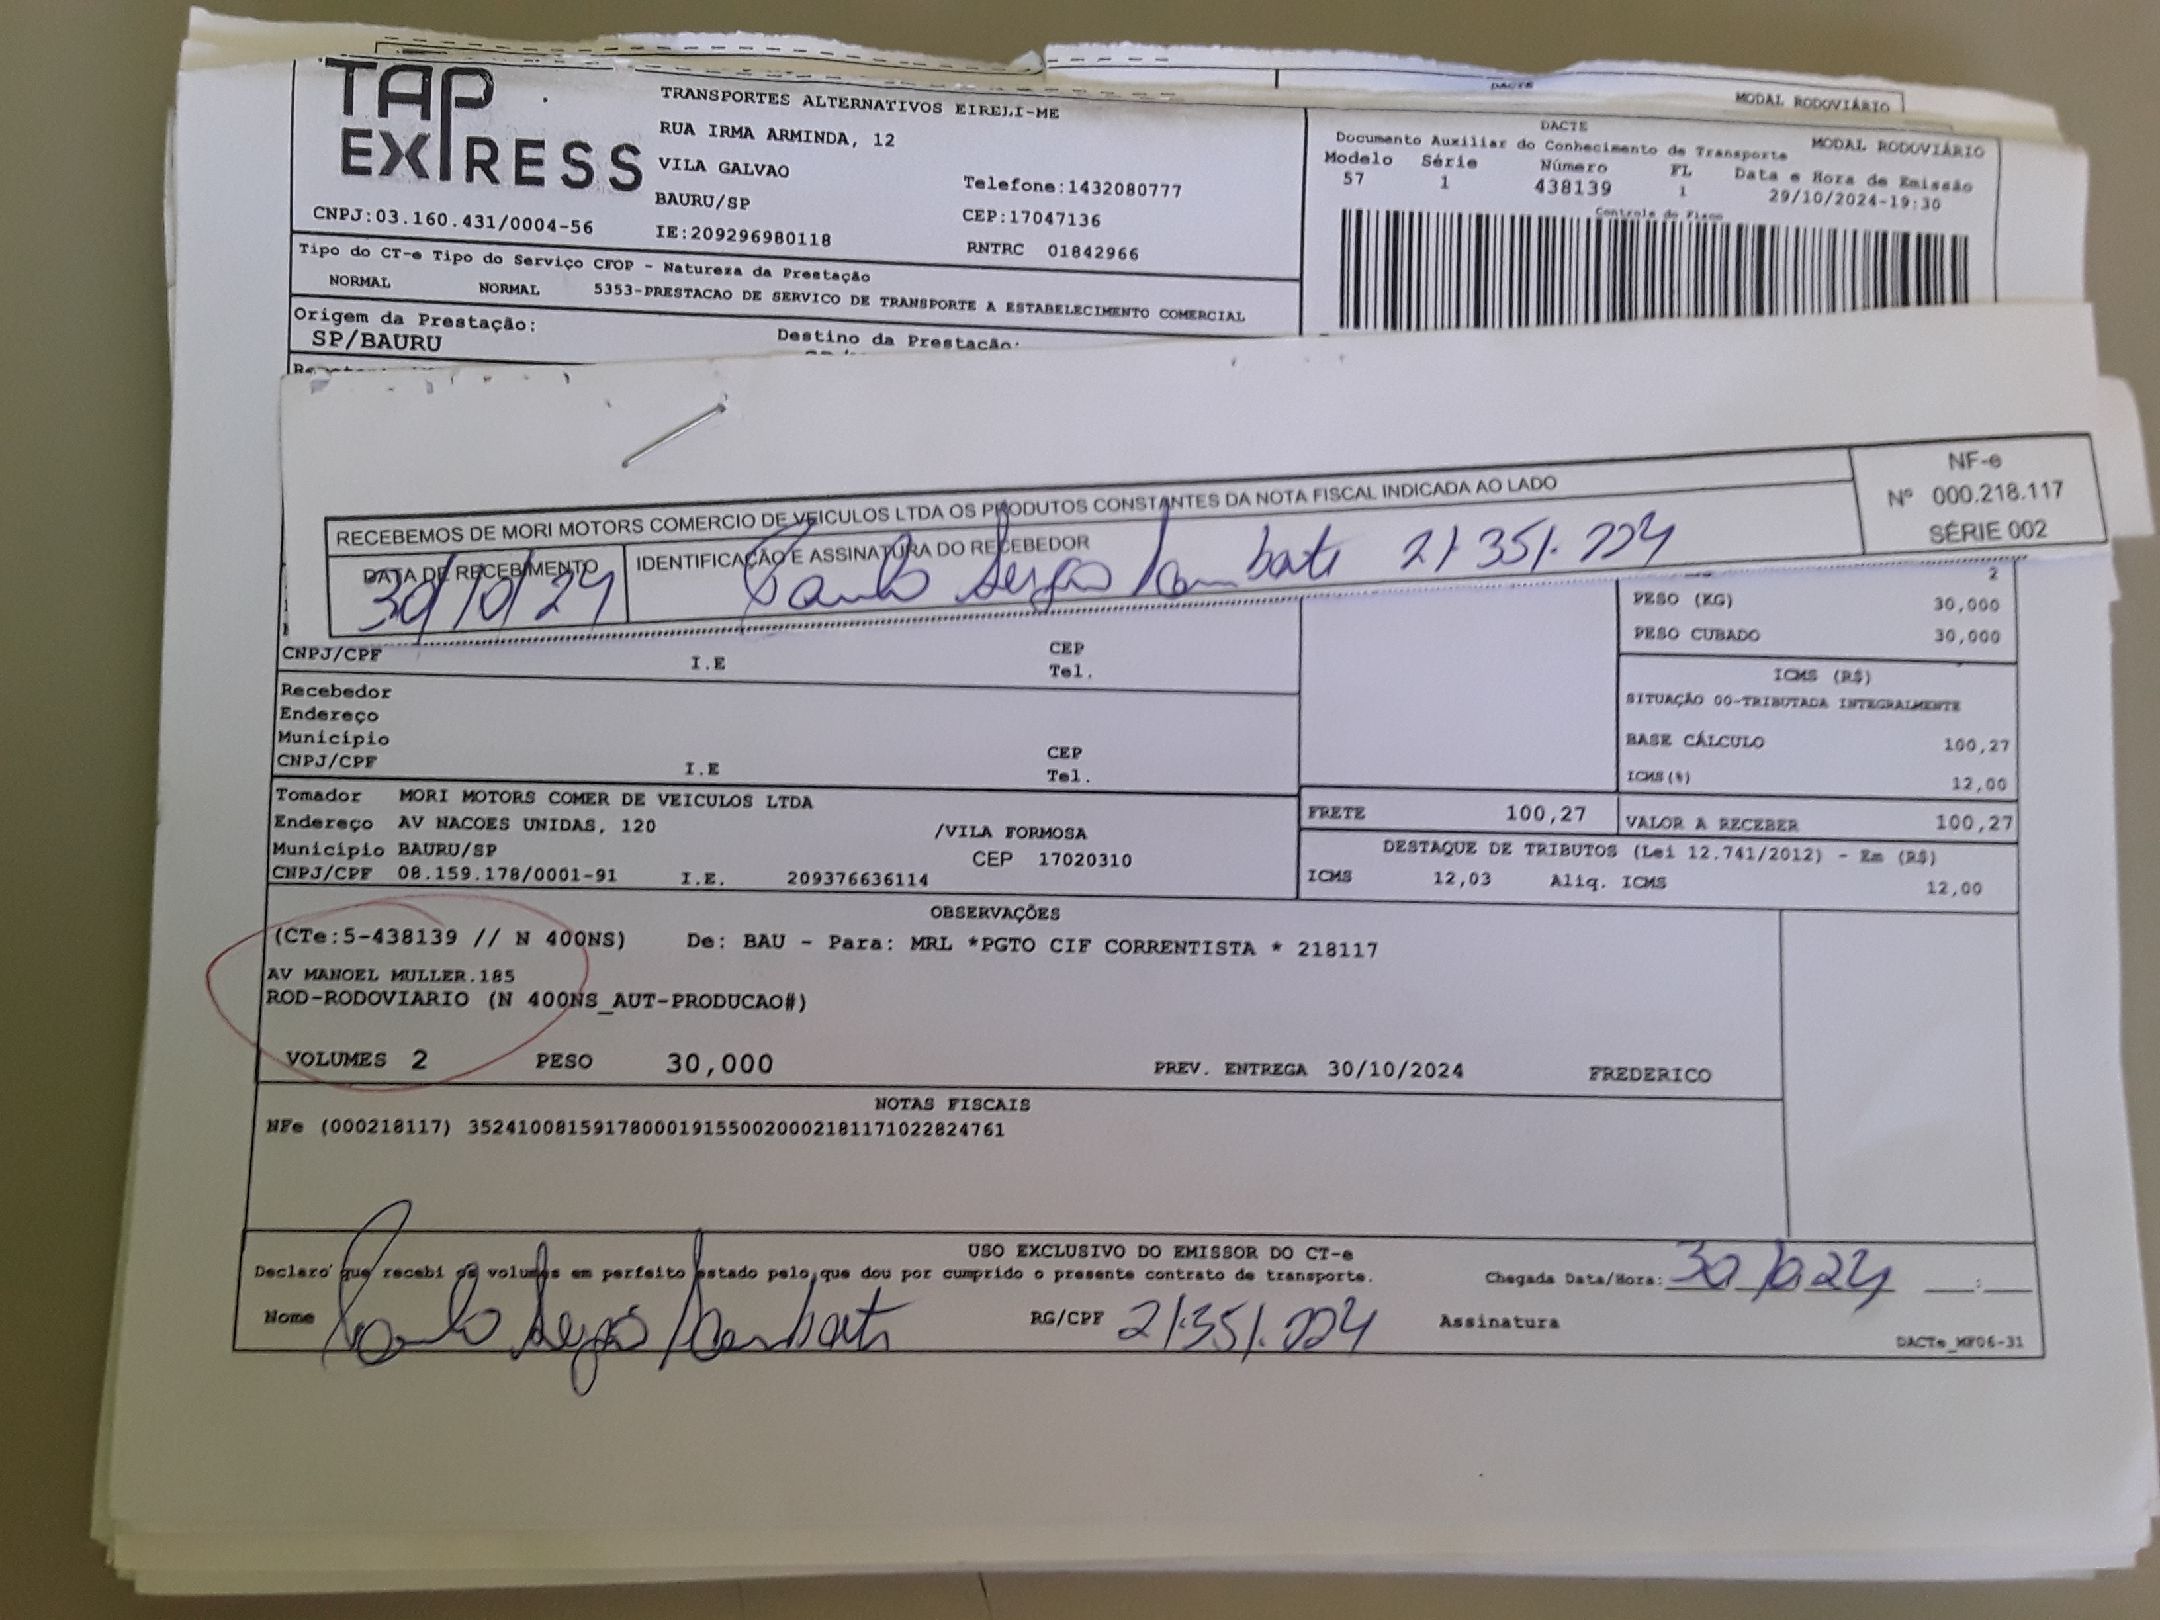 DACTE
MODAL RODOVIÁRIO
TAP EXPRESS
TRANSPORTES ALTERNATIVOS EIRELI-ME
RUA IRMA ARMINDA, 12
VILA GALVAO
BAURU/SP
Telefone:1432080777
CEP:17047136
CNPJ:03.160.431/0004-56
IE:209296980118
RNTRC 01842966
DACTE
MODAL RODOVIÁRIO
Documento Auxiliar do Conhecimento de Transporte
Modelo Série Número FL Data e Hora de Emissão
57 1 438139 1 29/10/2024-19:30
Controle do Fisco
Tipo do CT-e Tipo do Serviço CFOP - Natureza da Prestação
NORMAL NORMAL 5353-PRESTACAO DE SERVICO DE TRANSPORTE A ESTABELECIMENTO COMERCIAL
Origem da Prestação:
SP/BAURU
Destino da Prestação:
RECEBEMOS DE MORI MOTORS COMERCIO DE VEICULOS LTDA OS PRODUTOS CONSTANTES DA NOTA FISCAL INDICADA AO LADO
NF-e
Nº 000.218.117
SÉRIE 002
DATA DE RECEBIMENTO
30/10/24
IDENTIFICAÇÃO E ASSINATURA DO RECEBEDOR
Paulo Sergio 21.351.224
2
PESO (KG) 30,000
PESO CUBADO 30,000
CNPJ/CPF I.E CEP
Tel.
Recebedor
Endereço
Município CEP
CNPJ/CPF I.E Tel.
ICMS (R$)
SITUAÇÃO 00-TRIBUTADA INTEGRALMENTE
BASE CÁLCULO 100,27
ICMS(%) 12,00
Tomador MORI MOTORS COMER DE VEICULOS LTDA
Endereço AV NACOES UNIDAS, 120 /VILA FORMOSA
Município BAURU/SP CEP 17020310
CNPJ/CPF 08.159.178/0001-91 I.E. 209376636114
FRETE 100,27 VALOR A RECEBER 100,27
DESTAQUE DE TRIBUTOS (Lei 12.741/2012) - Em (R$)
ICMS 12,03 Aliq. ICMS 12,00
OBSERVAÇÕES
(CTe:5-438139 // N 400NS) De: BAU - Para: MRL *PGTO CIF CORRENTISTA * 218117
AV MANOEL MULLER.185
ROD-RODOVIARIO (N 400NS_AUT-PRODUCAO#)
VOLUMES 2 PESO 30,000 PREV. ENTREGA 30/10/2024 FREDERICO
NOTAS FISCAIS
NFe (000218117) 35241008159178000191550020002181171022824761
USO EXCLUSIVO DO EMISSOR DO CT-e
Declaro que recebi os volumes em perfeito estado pelo que dou por cumprido o presente contrato de transporte.
Chegada Data/Hora: 30/10/24 __:__
Nome Paulo Sergio RG/CPF 21.351.224 Assinatura
DACTe_MF06-31